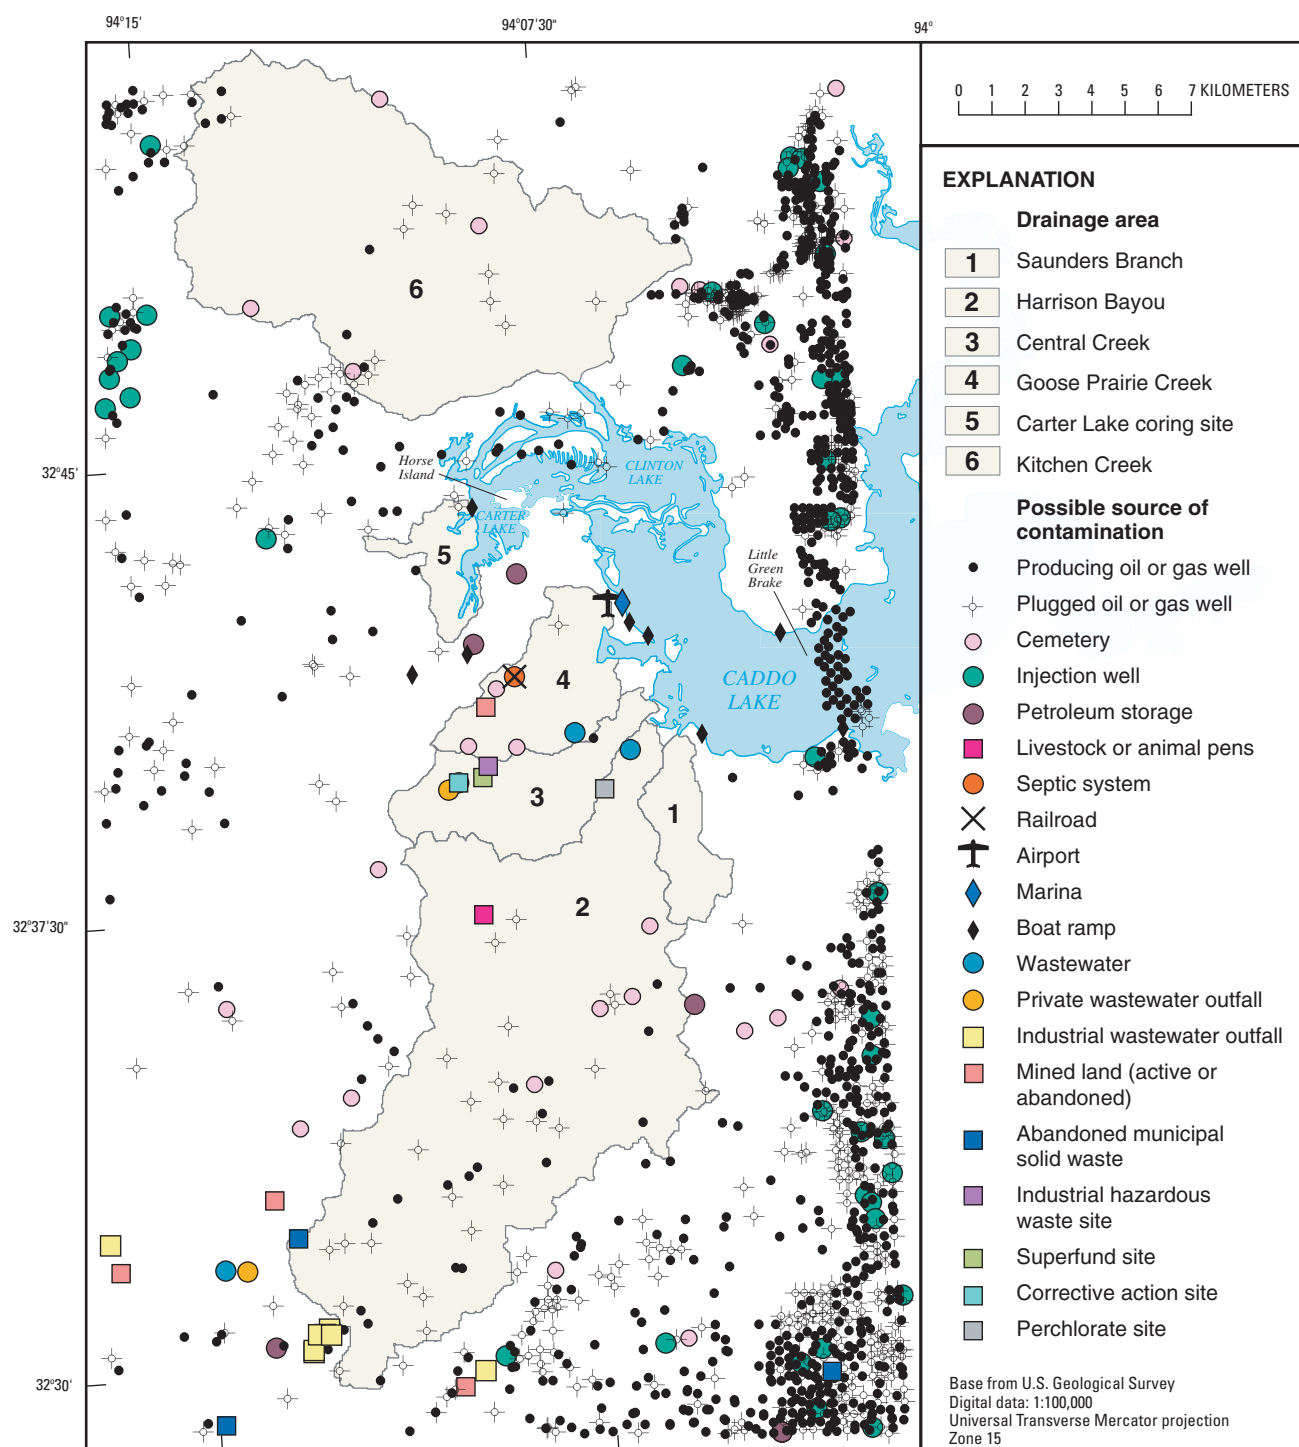 94°15'
94°07'30"
94°
0 1 2 3 4 5 6 7 KILOMETERS
EXPLANATION
Drainage area
1 Saunders Branch
2 Harrison Bayou
3 Central Creek
4 Goose Prairie Creek
5 Carter Lake coring site
6 Kitchen Creek
Possible source of
contamination
Producing oil or gas well
Plugged oil or gas well
Cemetery
Injection well
Petroleum storage
Livestock or animal pens
Septic system
Railroad
Airport
Marina
Boat ramp
Wastewater
Private wastewater outfall
Industrial wastewater outfall
Mined land (active or
abandoned)
Abandoned municipal
solid waste
Industrial hazardous
waste site
Superfund site
Corrective action site
Perchlorate site
Base from U.S. Geological Survey
Digital data: 1:100,000
Universal Transverse Mercator projection
Zone 15
6
32°45'
Horse
Island
CLINTON
LAKE
CARTER
LAKE
5
Little
Green
Brake
4
CADDO
LAKE
3
1
2
32°37'30"
32°30'